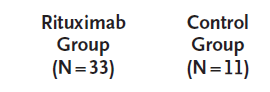 Rituximab Control
Group Group
(N=33) (N=11)